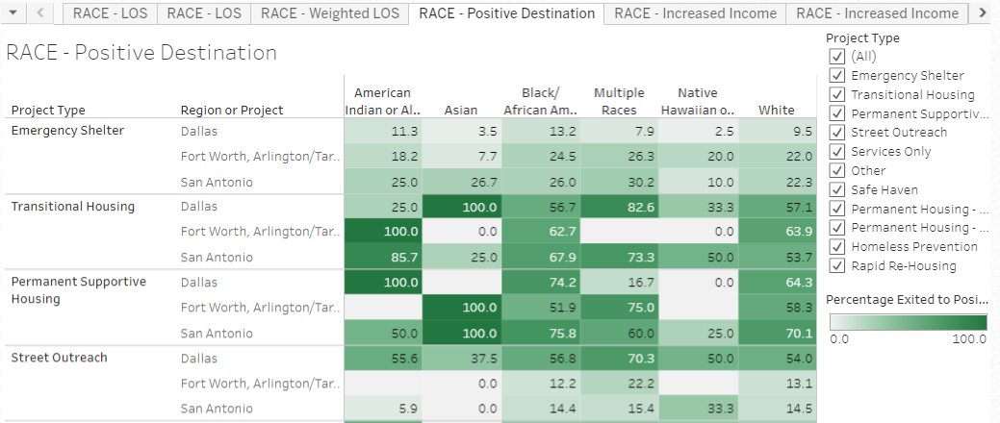 RACE - LOS RACE - LOS RACE - Weighted LOS RACE - Positive Destination RACE - Increased Income RACE - Increased Income
RACE - Positive Destination
Project Type Region or Project American Indian or Al.. Asian Black/ African Am.. Multiple Races Native Hawaiian o.. White
Emergency Shelter Dallas 11.3 3.5 13.2 7.9 2.5 9.5
Fort Worth, Arlington/Tar.. 18.2 7.7 24.5 26.3 20.0 22.0
San Antonio 25.0 26.7 26.0 30.2 10.0 22.3
Transitional Housing Dallas 25.0 100.0 56.7 82.6 33.3 57.1
Fort Worth, Arlington/Tar.. 100.0 0.0 62.7 0.0 63.9
San Antonio 85.7 25.0 67.9 73.3 50.0 53.7
Permanent Supportive Housing Dallas 100.0 74.2 16.7 0.0 64.3
Fort Worth, Arlington/Tar.. 100.0 51.9 75.0 58.3
San Antonio 50.0 100.0 75.8 60.0 25.0 70.1
Street Outreach Dallas 55.6 37.5 56.8 70.3 50.0 54.0
Fort Worth, Arlington/Tar.. 0.0 12.2 22.2 13.1
San Antonio 5.9 0.0 14.4 15.4 33.3 14.5
Project Type
(All)
Emergency Shelter
Transitional Housing
Permanent Supportiv...
Street Outreach
Services Only
Other
Safe Haven
Permanent Housing - ...
Permanent Housing - ...
Homeless Prevention
Rapid Re-Housing
Percentage Exited to Posi...
0.0 100.0